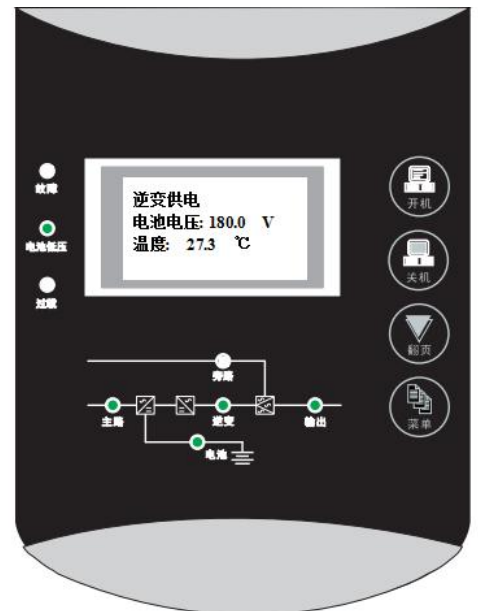 逆变供电
电池电压: 180.0 V
温度: 27.3 ℃
故障
电池低压
过载
开机
关机
翻页
菜单
旁路
主路
逆变
输出
电池